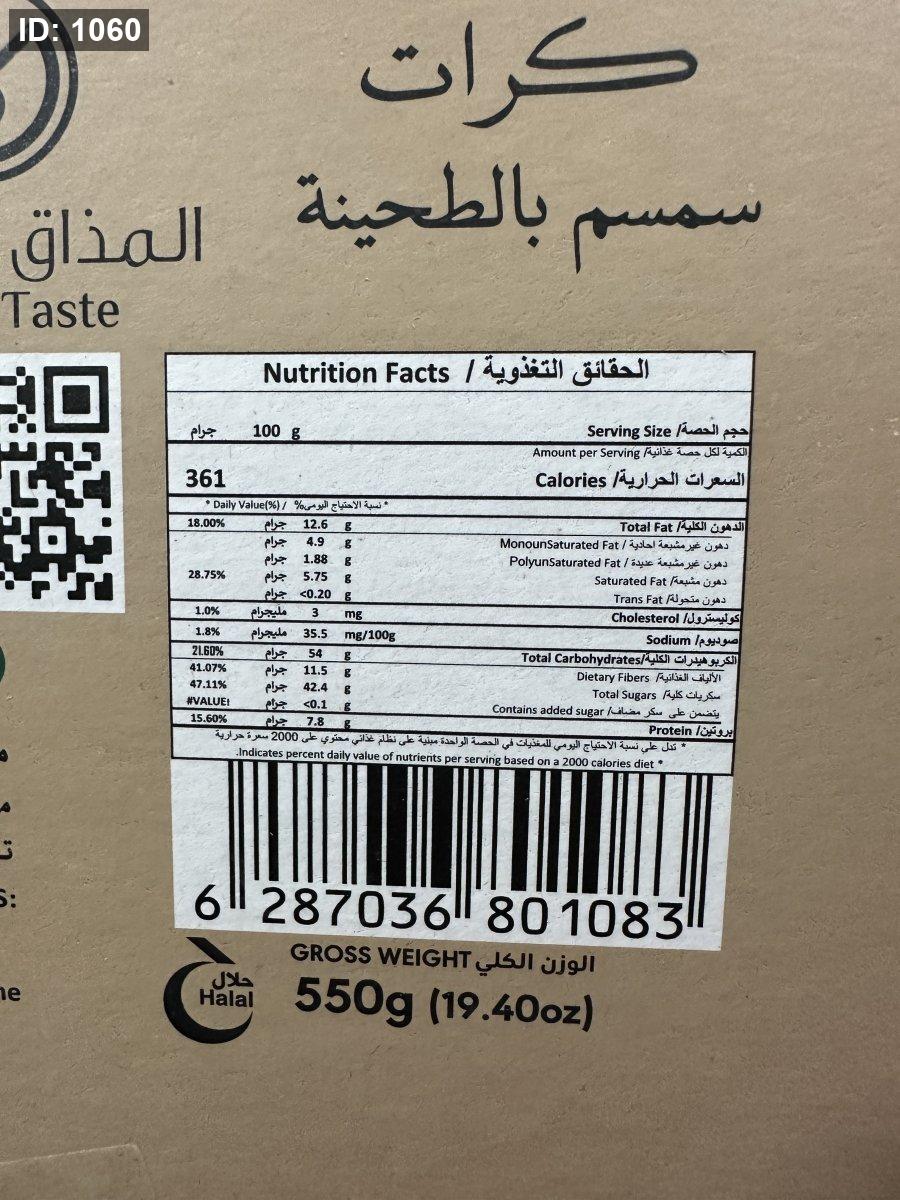 ID: 1060
كرات
سمسم بالطحينة
المذاق
Taste
Nutrition Facts / الحقائق التغذوية
جرام 100 g Serving Size /حجم الحصة
Amount per Serving /الكمية لكل حصة غذائية
361 Calories /السعرات الحرارية
* Daily Value(%) / %نسبة الاحتياج اليومي *
18.00% جرام 12.6 g Total Fat /الدهون الكلية
جرام 4.9 g MonounSaturated Fat / دهون غير مشبعة احادية
جرام 1.88 g PolyunSaturated Fat / دهون غير مشبعة عديدة
28.75% جرام 5.75 g Saturated Fat /دهون مشبعة
جرام <0.20 g Trans Fat /دهون متحولة
1.0% مليجرام 3 mg Cholesterol /كوليسترول
1.8% مليجرام 35.5 mg/100g Sodium /صوديوم
21.60% جرام 54 g Total Carbohydrates/الكربوهيدرات الكلية
41.07% جرام 11.5 g Dietary Fibers /الألياف الغذائية
47.11% جرام 42.4 g Total Sugars /سكريات كلية
#VALUE! جرام <0.1 g Contains added sugar /يتضمن على سكر مضاف
15.60% جرام 7.8 g Protein /بروتين
* تدل على نسبة الاحتياج اليومي للمغذيات في الحصة الواحدة مبنية على نظام غذائي محتوي على 2000 سعرة حرارية
.Indicates percent daily value of nutrients per serving based on a 2000 calories diet *
6 287036 801083
GROSS WEIGHT الوزن الكلي
550g (19.40oz)
حلال
Halal